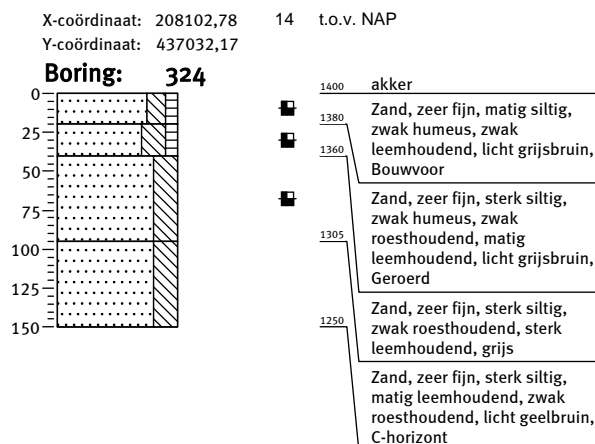 X-coördinaat: 208102,78 14 t.o.v. NAP
Y-coördinaat: 437032,17
Boring: 324
0
25
50
75
100
125
150
1400 akker
Zand, zeer fijn, matig siltig,
1380 zwak humeus, zwak
leemhoudend, licht grijsbruin,
1360 Bouwvoor
Zand, zeer fijn, sterk siltig,
zwak humeus, zwak
1305 roesthoudend, matig
leemhoudend, licht grijsbruin,
Geroerd
Zand, zeer fijn, sterk siltig,
1250 zwak roesthoudend, sterk
leemhoudend, grijs
Zand, zeer fijn, sterk siltig,
matig leemhoudend, zwak
roesthoudend, licht geelbruin,
C-horizont